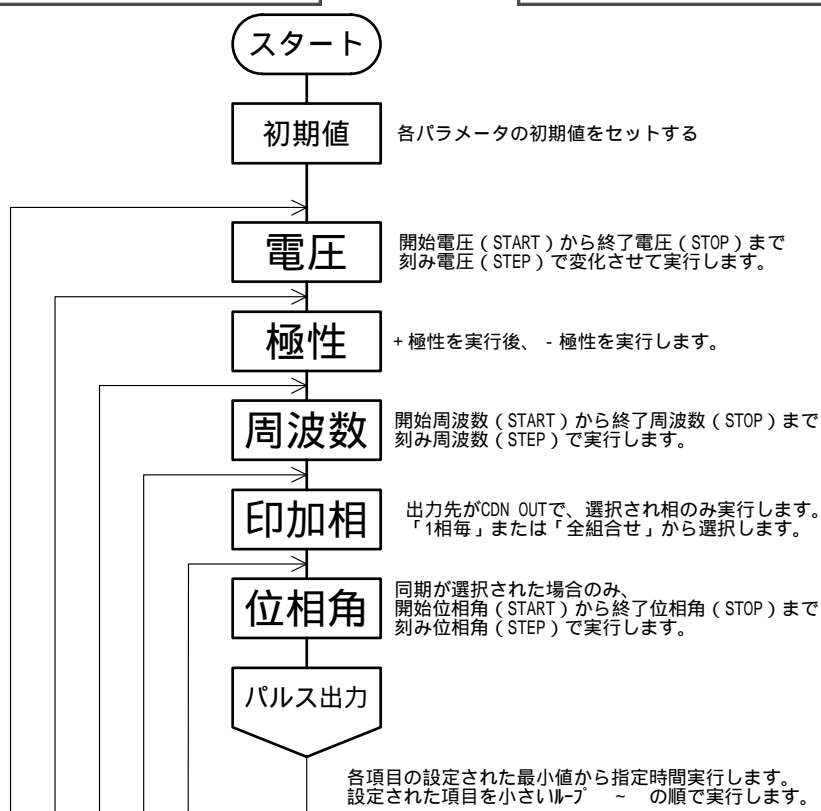 スタート
初期値
各パラメータの初期値をセットする
電圧
開始電圧（START）から終了電圧（STOP）まで
刻み電圧（STEP）で変化させて実行します。
極性
+極性を実行後、 -極性を実行します。
周波数
開始周波数（START）から終了周波数（STOP）まで
刻み周波数（STEP）で実行します。
印加相
出力先がCDN OUTで、選択され相のみ実行します。
「1相毎」または「全組合せ」から選択します。
位相角
同期が選択された場合のみ、
開始位相角（START）から終了位相角（STOP）まで
刻み位相角（STEP）で実行します。
パルス出力
各項目の設定された最小値から指定時間実行します。
設定された項目を小さいﾙｰﾌﾟ ~ の順で実行します。